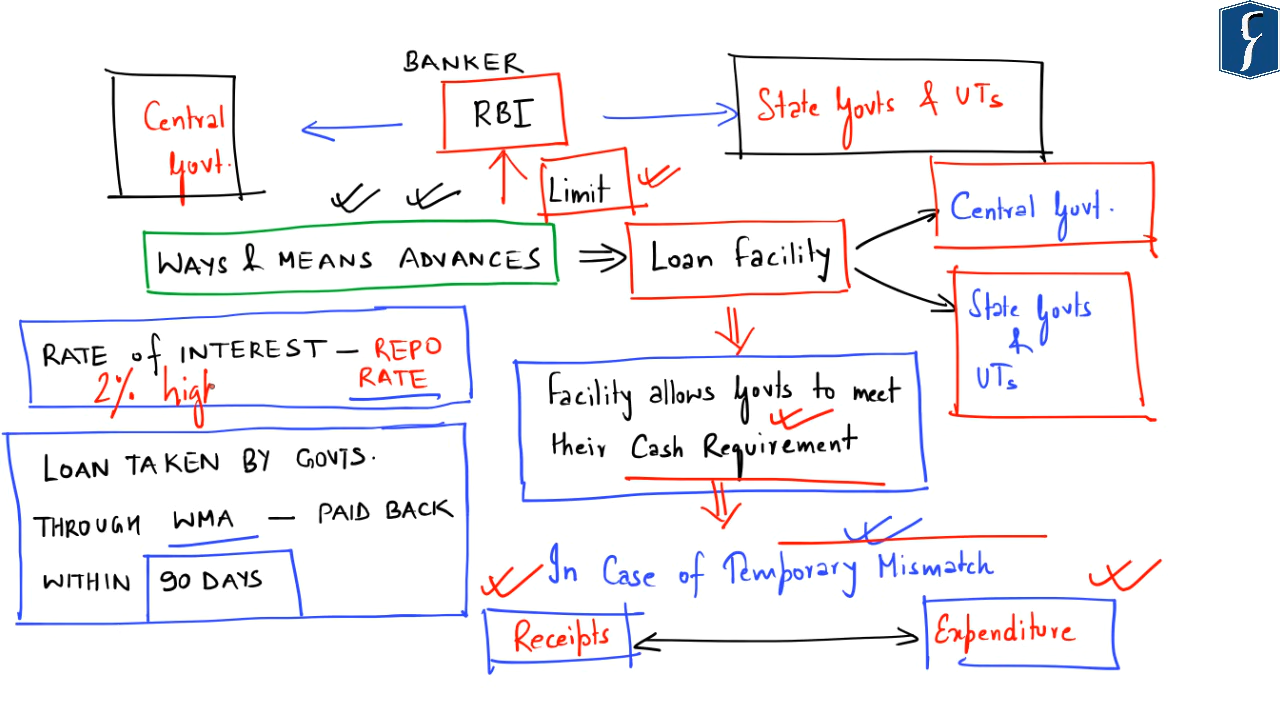 BANKER
Central
Govt.
RBI
State Govts & UTs
Limit
WAYS & MEANS ADVANCES
Loan Facility
Central Govt.
State Govts
&
UTs
RATE of INTEREST – REPO
RATE
2% high
Facility allows Govts to meet
their Cash Requirement
LOAN TAKEN BY GOVTS.
THROUGH WMA – PAID BACK
WITHIN 90 DAYS
In Case of Temporary Mismatch
Receipts
Expenditure